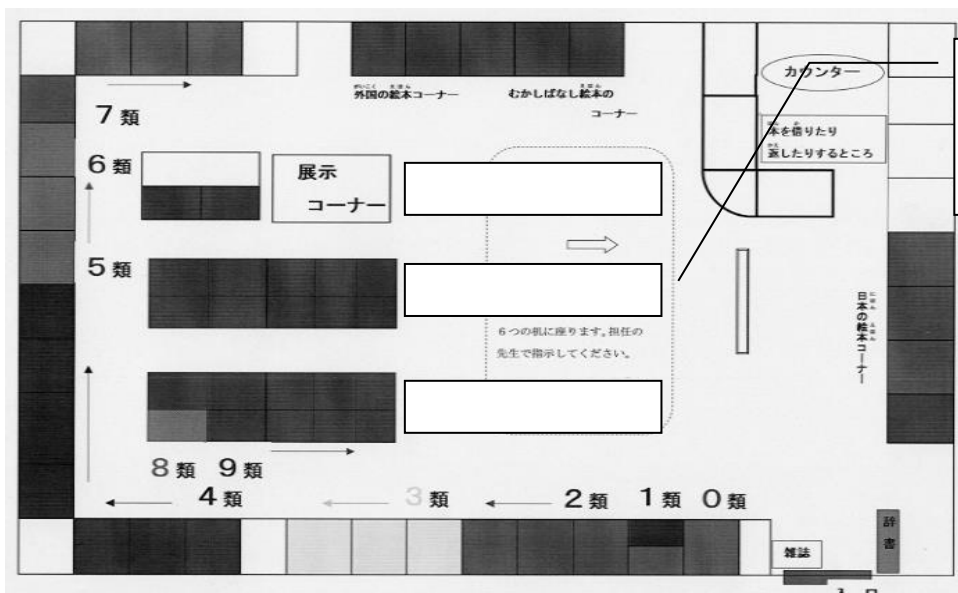 カウンター
本を借りたり
返したりするところ
外国の絵本コーナー
むかしばなし絵本の
コーナー
7類
6類
展示
コーナー
5類
6つの机に座ります。担任の
先生で指示してください。
日本の絵本コーナー
8類 9類
4類
3類
2類
1類
0類
辞書
雑誌